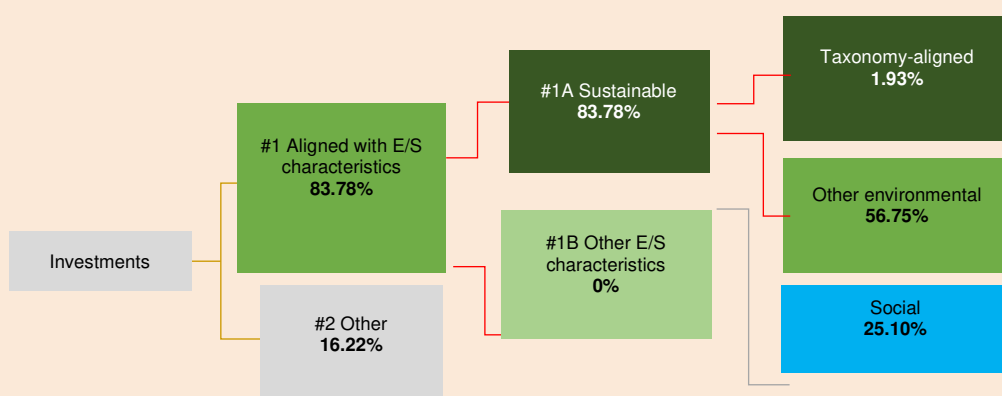 Investments
#1 Aligned with E/S
characteristics
83.78%
#2 Other
16.22%
#1A Sustainable
83.78%
#1B Other E/S
characteristics
0%
Taxonomy-aligned
1.93%
Other environmental
56.75%
Social
25.10%